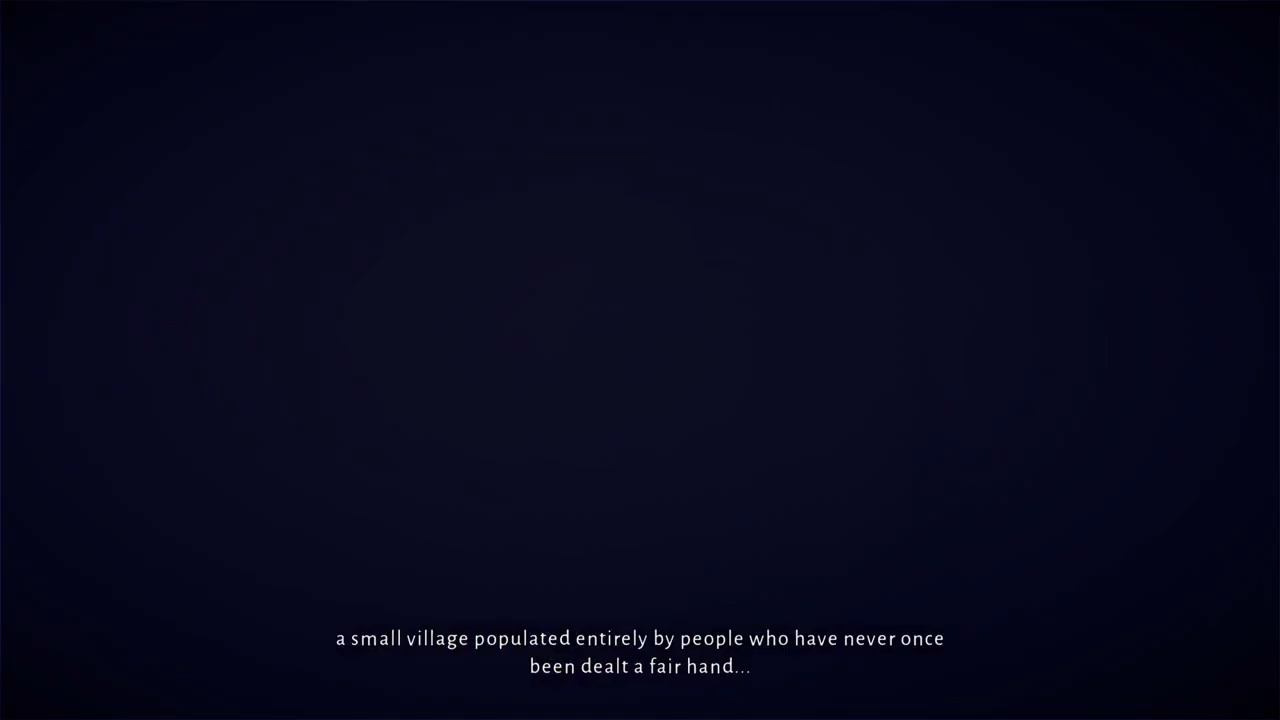 a small village populated entirely by people who have never once
been dealt a fair hand...